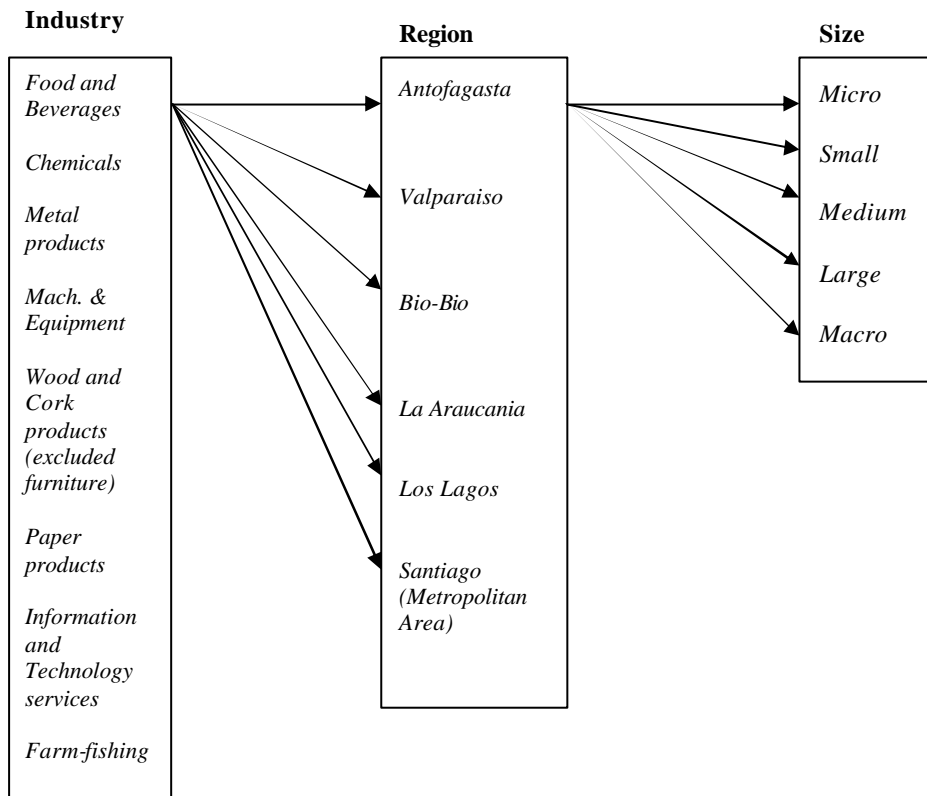 Industry
Food and
Beverages
Chemicals
Metal
products
Mach. &
Equipment
Wood and
Cork
products
(excluded
furniture)
Paper
products
Information
and
Technology
services
Farm-fishing
Region
Antofagasta
Valparaiso
Bio-Bio
La Araucania
Los Lagos
Santiago
(Metropolitan
Area)
Size
Micro
Small
Medium
Large
Macro